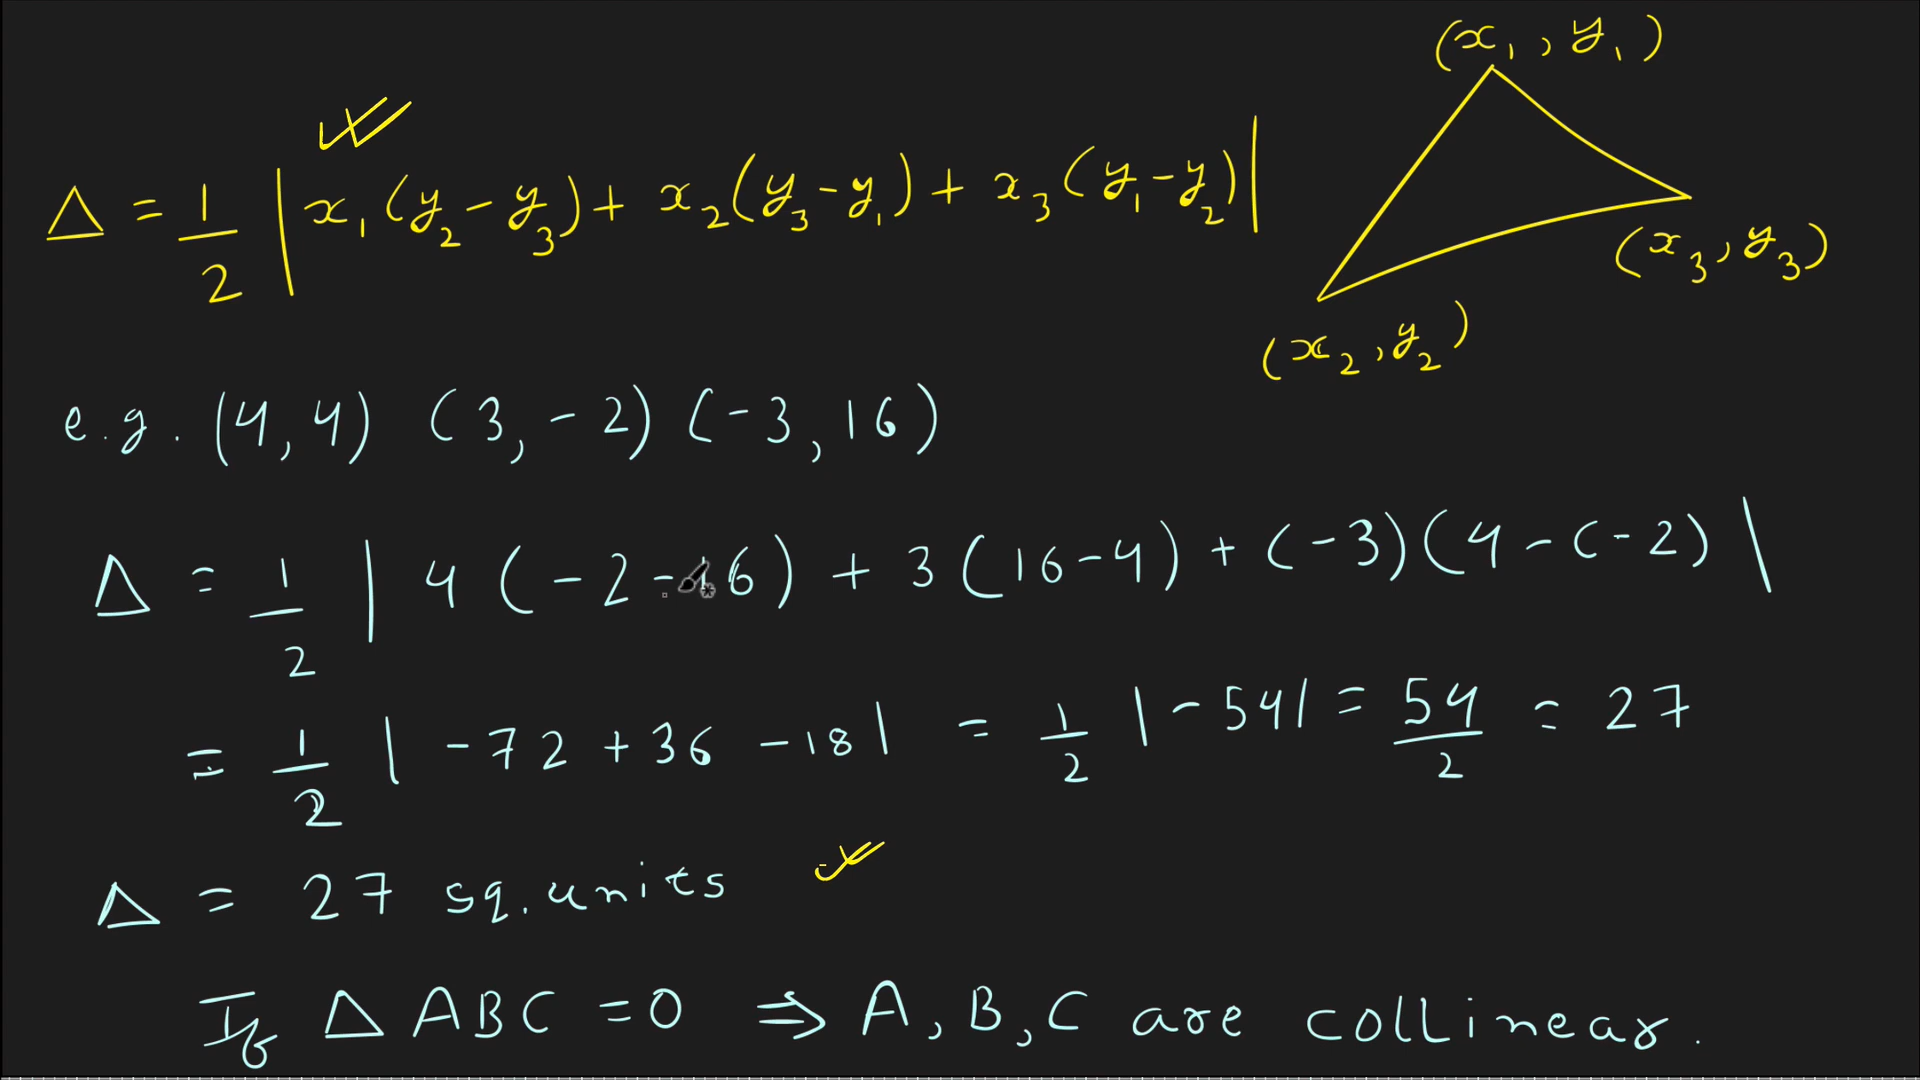 (x₁, y₁)
Δ = 1/2 | x₁(y₂ - y₃) + x₂(y₃ - y₁) + x₃(y₁ - y₂) |
(x₃, y₃)
(x₂, y₂)
e.g. (4, 4) (3, -2) (-3, 16)
Δ = 1/2 | 4 (-2 - 16) + 3 (16 - 4) + (-3)(4 - (-2) |
= 1/2 | -72 + 36 - 18 | = 1/2 | -54 | = 54/2 = 27
Δ = 27 sq. units
If Δ ABC = 0 ⇒ A, B, C are collinear.